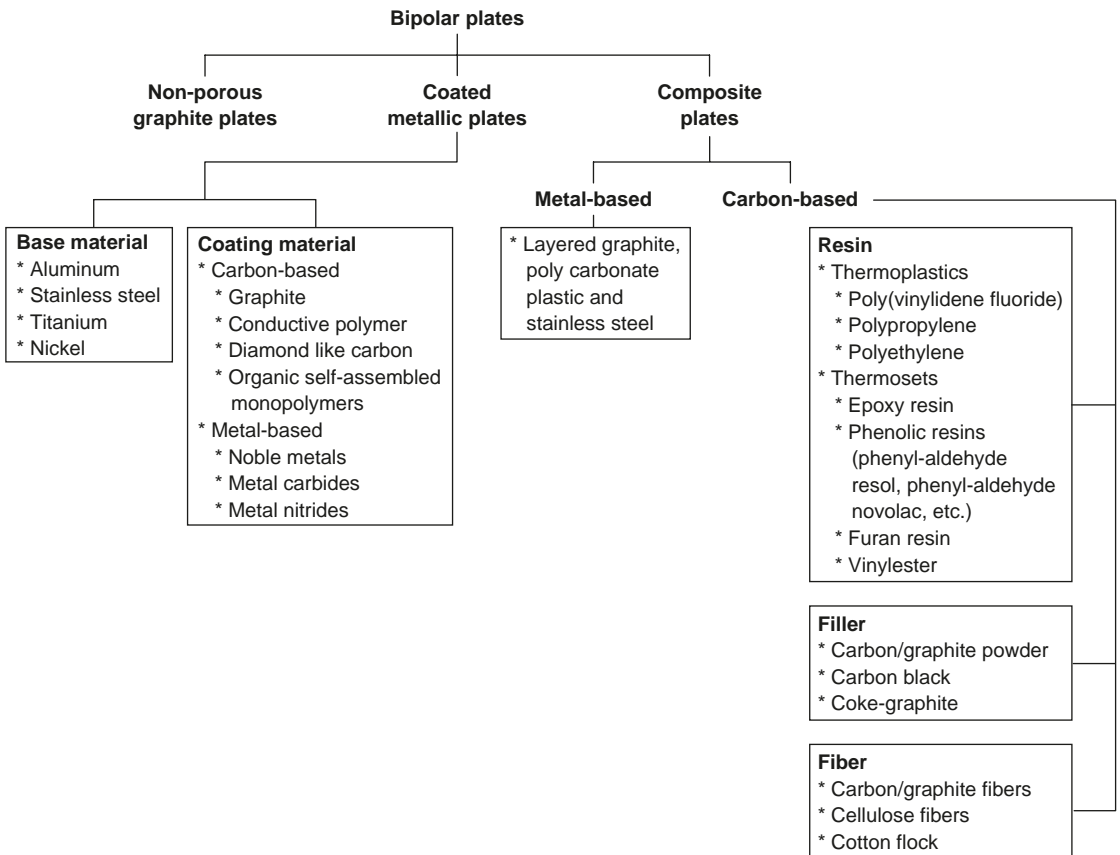 Bipolar plates
Non-porous
graphite plates
Coated
metallic plates
Composite
plates
Metal-based
Carbon-based
Base material
* Aluminum
* Stainless steel
* Titanium
* Nickel
Coating material
* Carbon-based
* Graphite
* Conductive polymer
* Diamond like carbon
* Organic self-assembled
monopolymers
* Metal-based
* Noble metals
* Metal carbides
* Metal nitrides
* Layered graphite,
poly carbonate
plastic and
stainless steel
Resin
* Thermoplastics
* Poly(vinylidene fluoride)
* Polypropylene
* Polyethylene
* Thermosets
* Epoxy resin
* Phenolic resins
(phenyl-aldehyde
resol, phenyl-aldehyde
novolac, etc.)
* Furan resin
* Vinylester
Filler
* Carbon/graphite powder
* Carbon black
* Coke-graphite
Fiber
* Carbon/graphite fibers
* Cellulose fibers
* Cotton flock